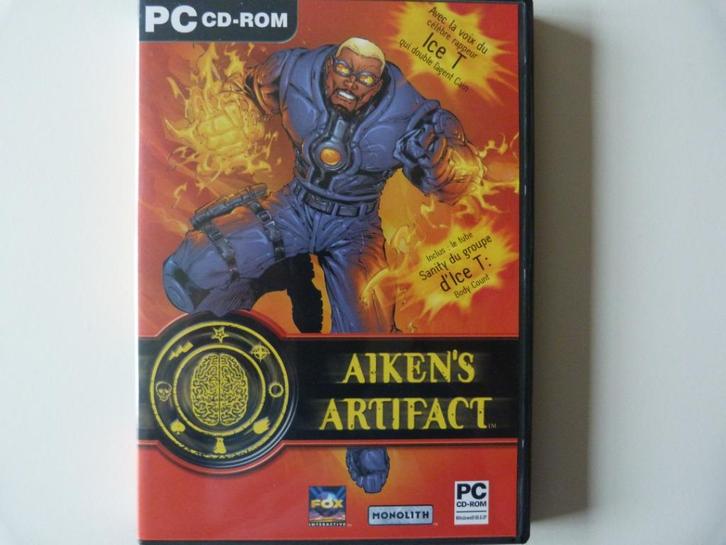 PC CD-ROM
Avec la voix du
célèbre rappeur
Ice T
qui double l'agent Cain
Inclus : le tube
Sanity du groupe
d'Ice T:
Body Count
AIKEN'S
ARTIFACT
TM
FOX
INTERACTIVE
MONOLITH
PC
CD-ROM